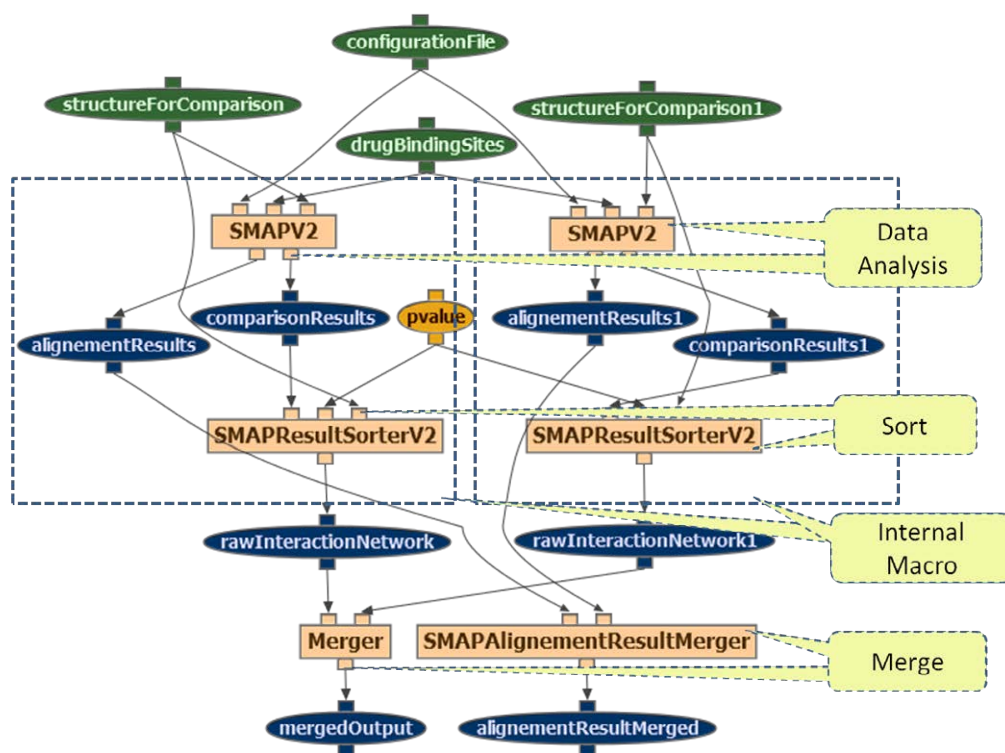 configurationFile
structureForComparison
structureForComparison1
drugBindingSites
SMAPV2
SMAPV2
Data
Analysis
comparisonResults
pvalue
alignementResults1
alignementResults
comparisonResults1
SMAPResultSorterV2
SMAPResultSorterV2
Sort
rawInteractionNetwork
rawInteractionNetwork1
Internal
Macro
Merger
SMAPAlignementResultMerger
Merge
mergedOutput
alignementResultMerged